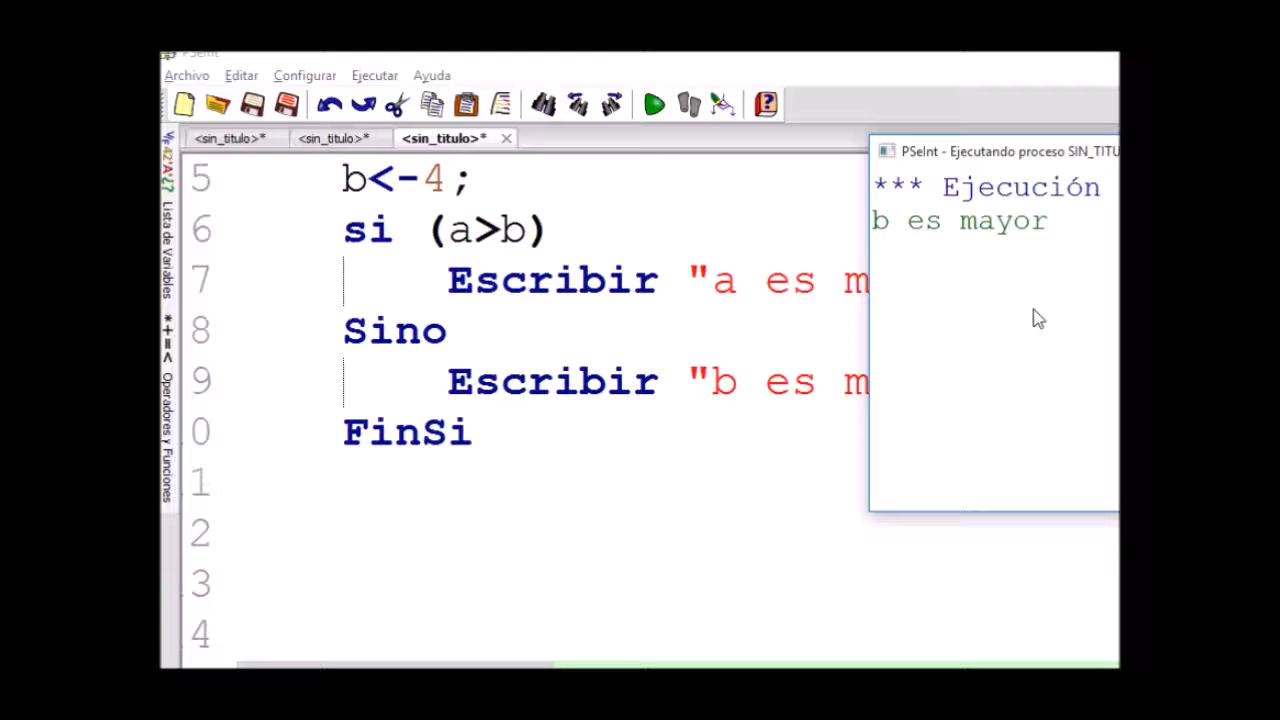 PSeInt
Archivo Editar Configurar Ejecutar Ayuda
<sin_titulo>* <sin_titulo>* <sin_titulo>*
Lista de Variables
*+=< Operadores y Funciones
5 b<-4;
6 si (a>b)
7 Escribir "a es m
8 Sino
9 Escribir "b es m
0 FinSi
1
2
3
4
PSeInt - Ejecutando proceso SIN_TITU
*** Ejecución
b es mayor